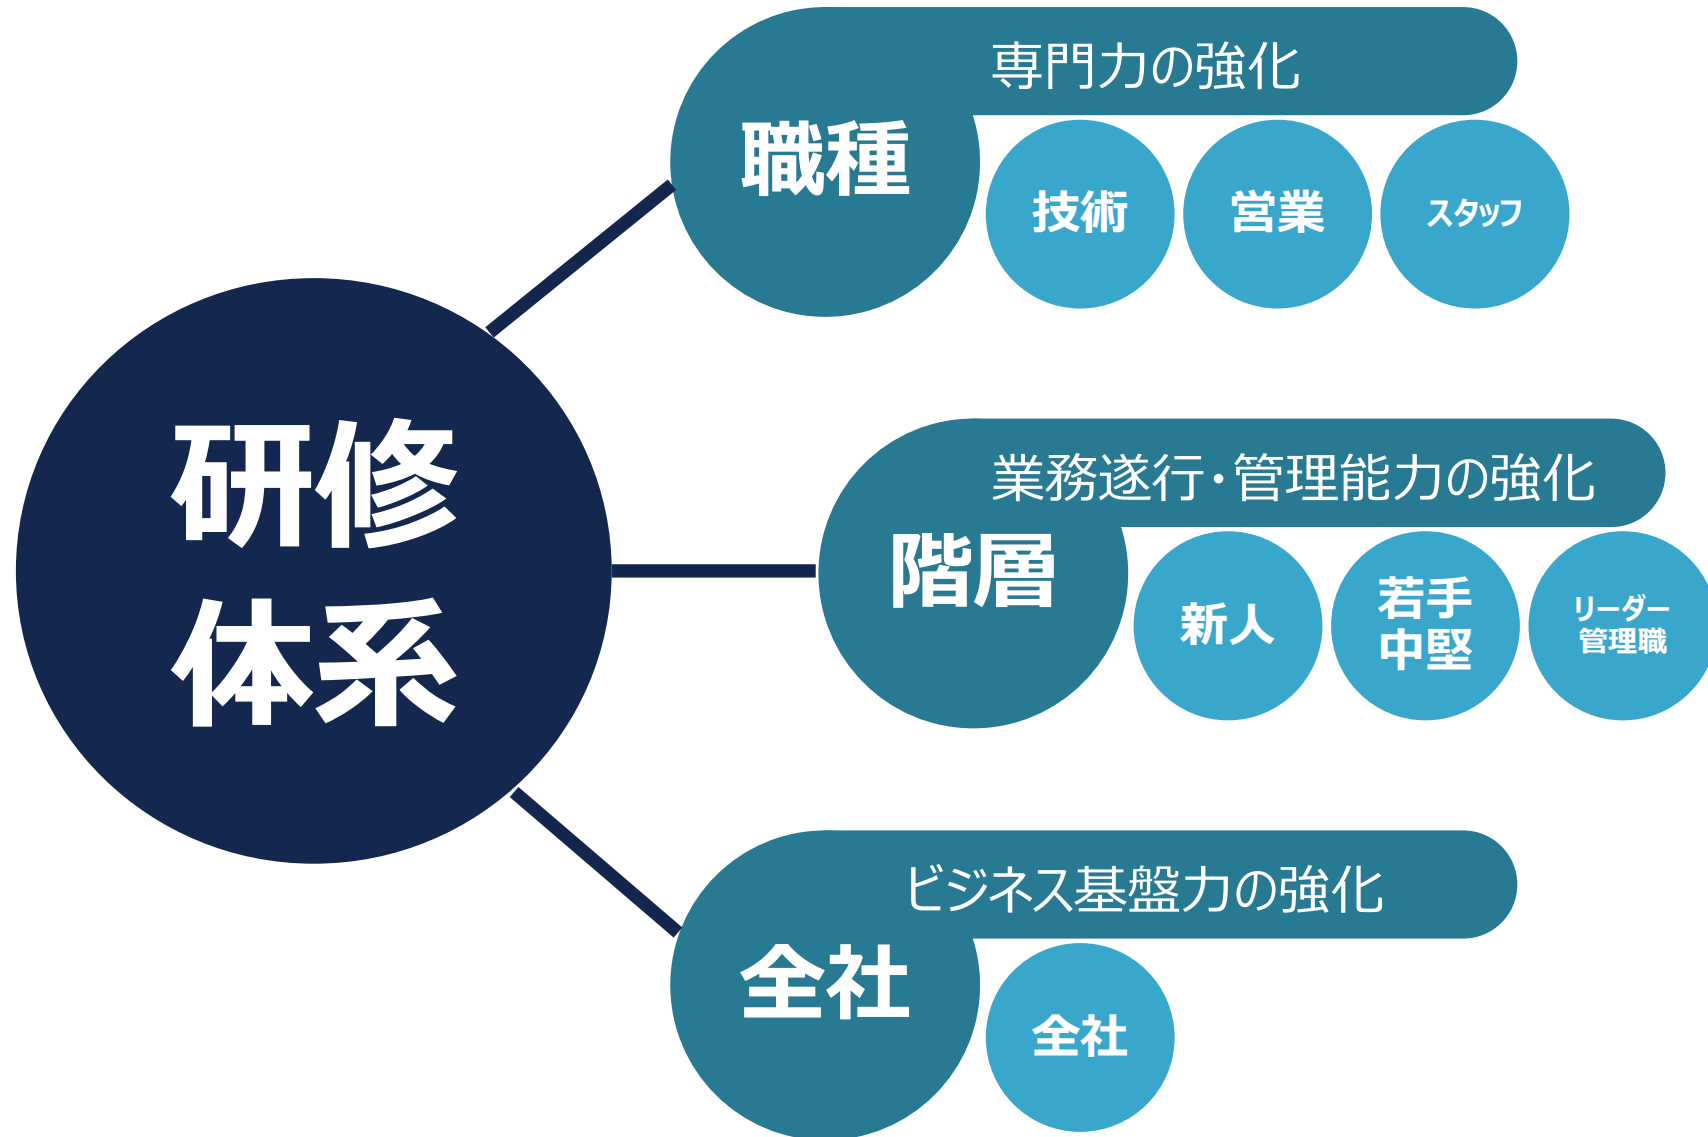 研修
体系
専門力の強化
職種
技術
営業
スタッフ
業務遂行・管理能力の強化
階層
新人
若手
中堅
リーダー
管理職
ビジネス基盤力の強化
全社
全社